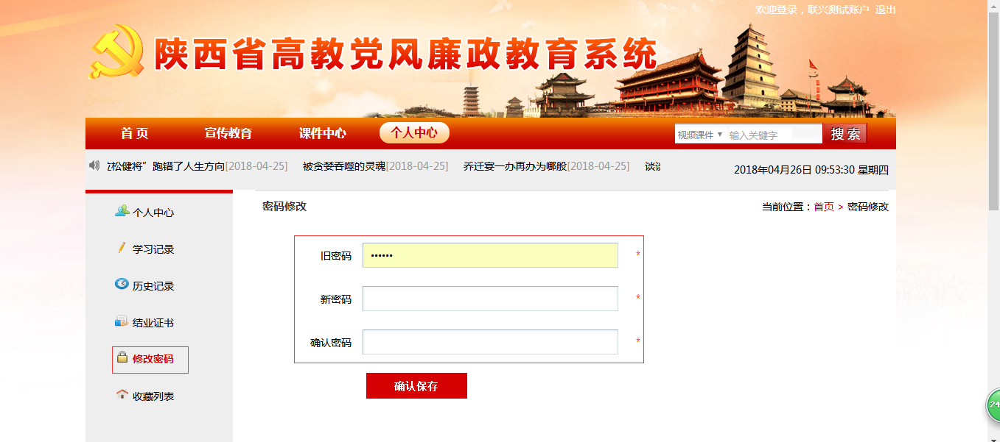 欢迎登录，联兴测试账户 退出
陕西省高教党风廉政教育系统
首 页 宣传教育 课件中心 个人中心 视频课件 ▼ 输入关键字 搜 索
松健将”跑错了人生方向[2018-04-25] 被贪婪吞噬的灵魂[2018-04-25] 乔迁宴一办再办为哪般[2018-04-25] 谈
2018年04月26日 09:53:30 星期四
密码修改 当前位置：首页 > 密码修改
个人中心
学习记录
历史记录
结业证书
修改密码
收藏列表
旧密码 •••••• *
新密码 *
确认密码 *
确认保存
24